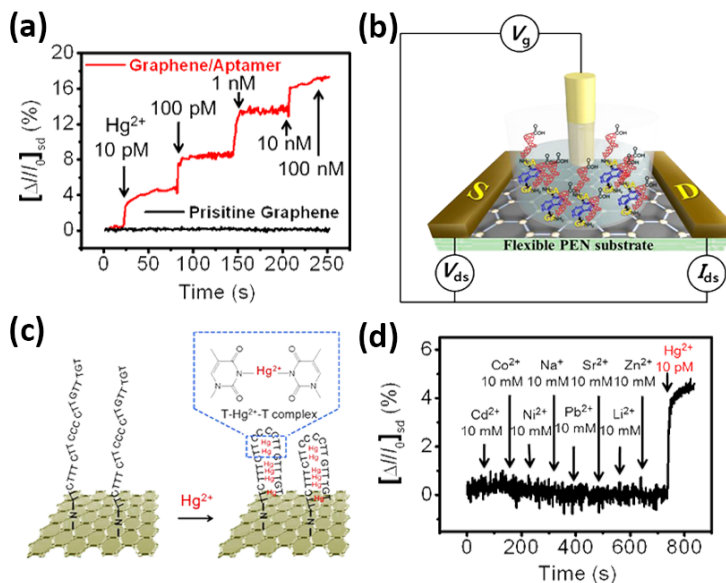 (a)
Graphene/Aptamer
1 nM
100 pM
Hg2+
10 pM
10 nM
100 nM
Prisitine Graphene
[ΔI/I0]sd (%)
16
12
8
4
0
0 50 100 150 200 250
Time (s)
(b)
Vg
S
D
Flexible PEN substrate
Vds
Ids
(c)
Hg2+
Hg2+
T-Hg2+-T complex
(d)
[ΔI/I0]sd (%)
Co2+ Na+ Sr2+ Zn2+ Hg2+
10 mM 10 mM 10 mM 10 mM 10 pM
Cd2+ Ni2+ Pb2+ Li2+
10 mM 10 mM 10 mM 10 mM
6
4
2
0
0 200 400 600 800
Time (s)